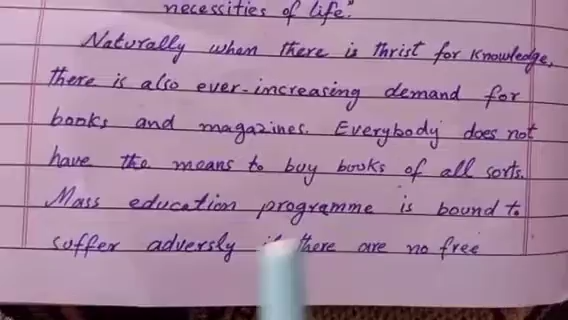 necessities of life".
Naturally when there is thrist for knowledge,
there is also ever-increasing demand for
books and magazines. Everybody does not
have the means to buy books of all sorts.
Mass education programme is bound to
suffer adversly if there are no free